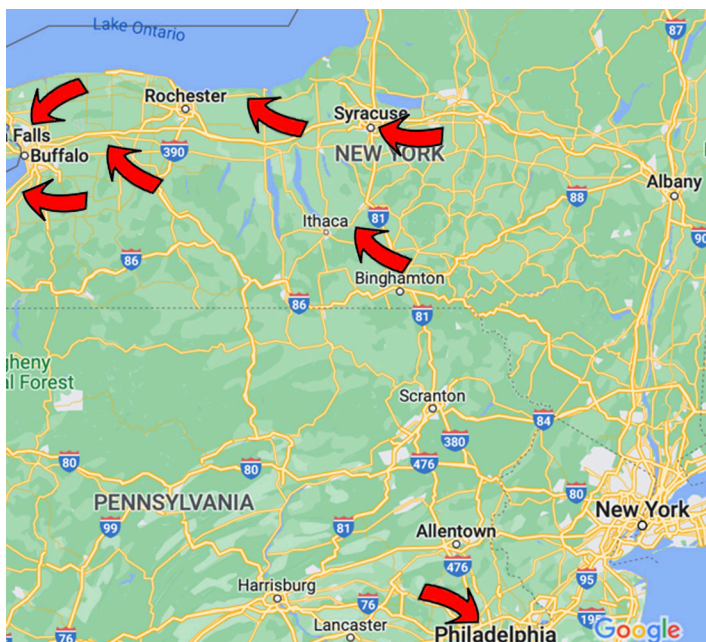 Lake Ontario
87
Rochester
Syracuse
Falls
Buffalo
390
NEW YORK
Albany
88
Ithaca
81
90
86
Binghamton
86
81
gheny
al Forest
Scranton
84
380
80
80
476
80
PENNSYLVANIA
New York
99
81
Allentown
476
95
Harrisburg
76
Lancaster
Philadelphia
195
76
Google